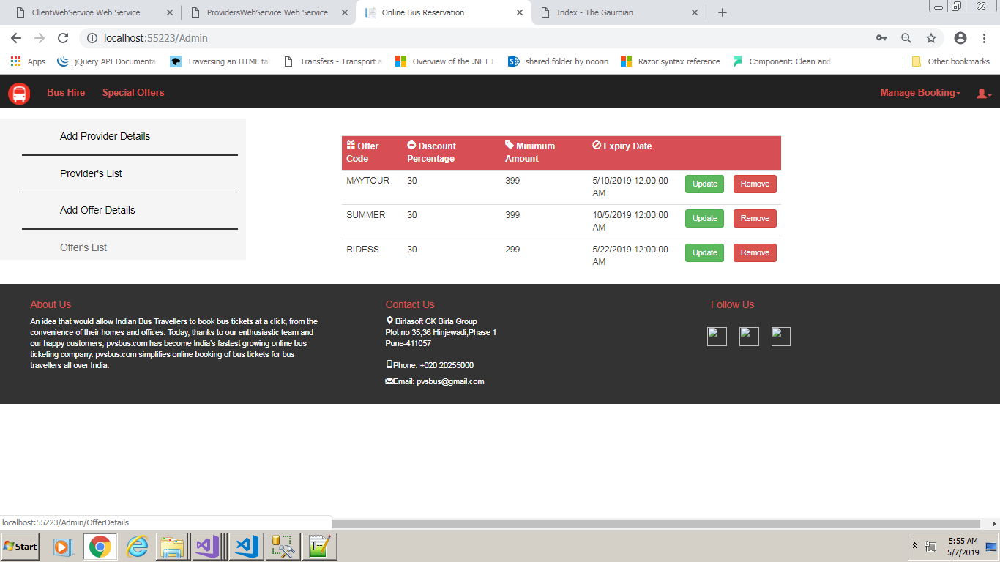 ClientWebService Web Service
ProvidersWebService Web Service
Online Bus Reservation
Index - The Gaurdian
localhost:55223/Admin
Apps
jQuery API Documenta
Traversing an HTML ta
Transfers - Transport a
Overview of the .NET F
shared folder by noorin
Razor syntax reference
Component: Clean and
Other bookmarks
Bus Hire
Special Offers
Manage Booking
Add Provider Details
Provider's List
Add Offer Details
Offer's List
Offer Code
Discount Percentage
Minimum Amount
Expiry Date
MAYTOUR 30 399 5/10/2019 12:00:00 AM Update Remove
SUMMER 30 399 10/5/2019 12:00:00 AM Update Remove
RIDESS 30 299 5/22/2019 12:00:00 AM Update Remove
About Us
An idea that would allow Indian Bus Travellers to book bus tickets at a click, from the
convenience of their homes and offices. Today, thanks to our enthusiastic team and
our happy customers; pvsbus.com has become India's fastest growing online bus
ticketing company. pvsbus.com simplifies online booking of bus tickets for bus
travellers all over India.
Contact Us
Birlasoft CK Birla Group
Plot no 35,36 Hinjewadi,Phase 1
Pune-411057
Phone: +020 20255000
Email: pvsbus@gmail.com
Follow Us
localhost:55223/Admin/OfferDetails
Start
5:55 AM
5/7/2019